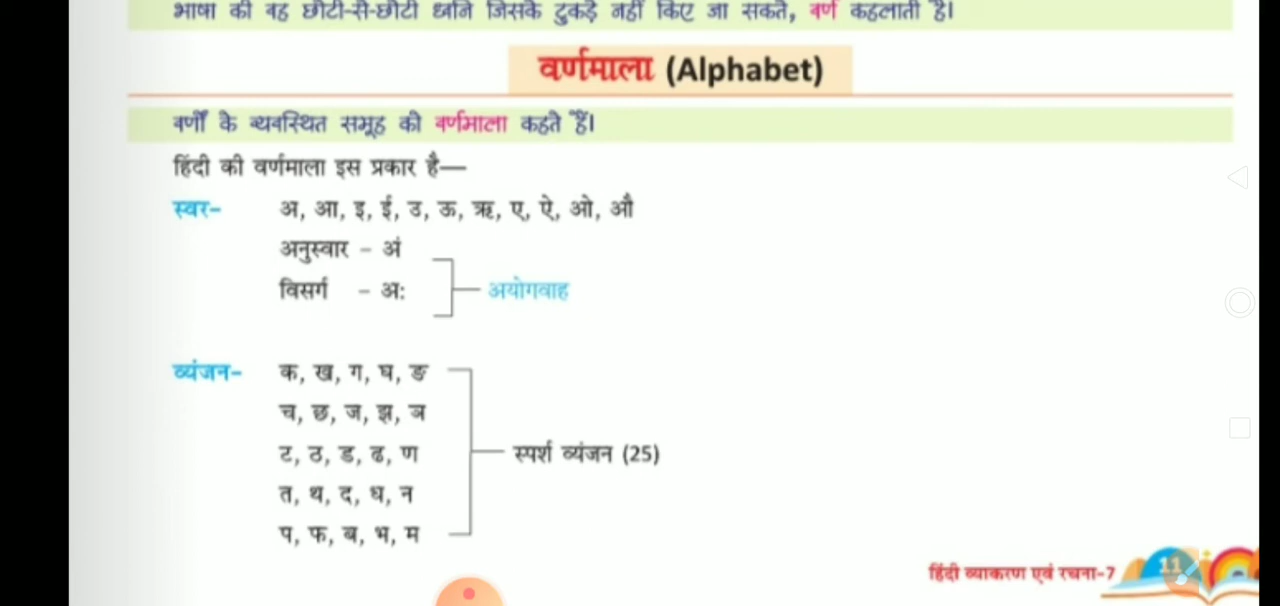 भाषा की वह छोटी-से-छोटी ध्वनि जिसके टुकड़े नहीं किए जा सकते, वर्ण कहलाती है।
वर्णमाला (Alphabet)
वर्णों के व्यवस्थित समूह को वर्णमाला कहते हैं।
हिंदी की वर्णमाला इस प्रकार है—
स्वर- अ, आ, इ, ई, उ, ऊ, ऋ, ए, ऐ, ओ, औ
अनुस्वार - अं
विसर्ग - अः अयोगवाह
व्यंजन- क, ख, ग, घ, ङ
च, छ, ज, झ, ञ
ट, ठ, ड, ढ, ण स्पर्श व्यंजन (25)
त, थ, द, ध, न
प, फ, ब, भ, म
हिंदी व्याकरण एवं रचना-7 11